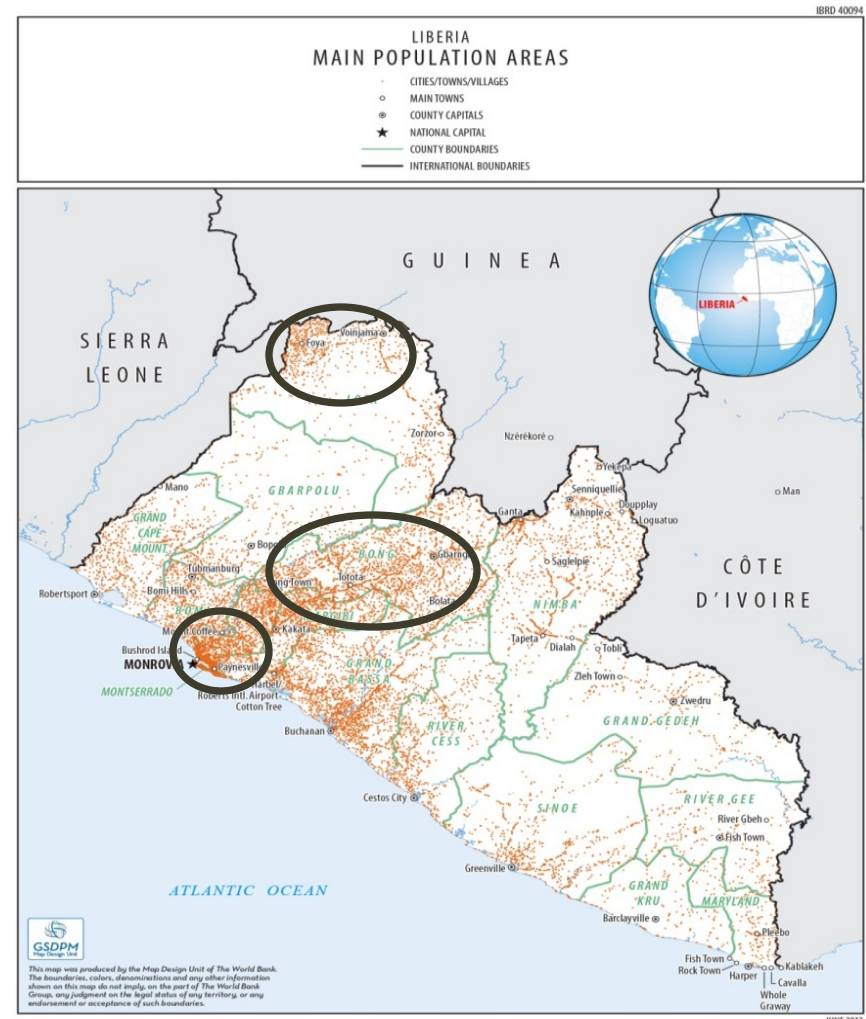 IBRD 40094
LIBERIA
MAIN POPULATION AREAS
CITIES/TOWNS/VILLAGES
MAIN TOWNS
COUNTY CAPITALS
NATIONAL CAPITAL
COUNTY BOUNDARIES
INTERNATIONAL BOUNDARIES
GUINEA
LIBERIA
SIERRA
LEONE
Voinjama
Foya
Zorzor
Nzérékoré
Yekepa
Mano
GBARPOLU
Senniquellie
Man
Ganta
Kahnple
Doupplay
Loguatuo
GRAND
CAPE
MOUNT
BONG
Saglelpie
CÔTE
D'IVOIRE
Tubmanburg
Totota
Robertsport
Bomi Hills
NIMBA
Kakata
Bushrod Island
MONROVIA
Paynesville
Tapeta
Dialah
Tobli
GRAND
BASSA
MONTSERRADO
Roberts Intl. Airport
Cotton Tree
Zleh Town
Zwedru
Buchanan
RIVER
CESS
GRAND GEDEH
Cestos City
SINOE
RIVER GEE
River Gbeh
Fish Town
Greenville
ATLANTIC OCEAN
GRAND
KRU
MARYLAND
Barclayville
Pleebo
Fish Town
Rock Town
Harper
Kablakeh
Cavalla
Whole
Graway
GSDPM
Map Design Unit
This map was produced by the Map Design Unit of The World Bank.
The boundaries, colors, denominations and any other information
shown on this map do not imply, on the part of The World Bank
Group, any judgment on the legal status of any territory, or any
endorsement or acceptance of such boundaries.